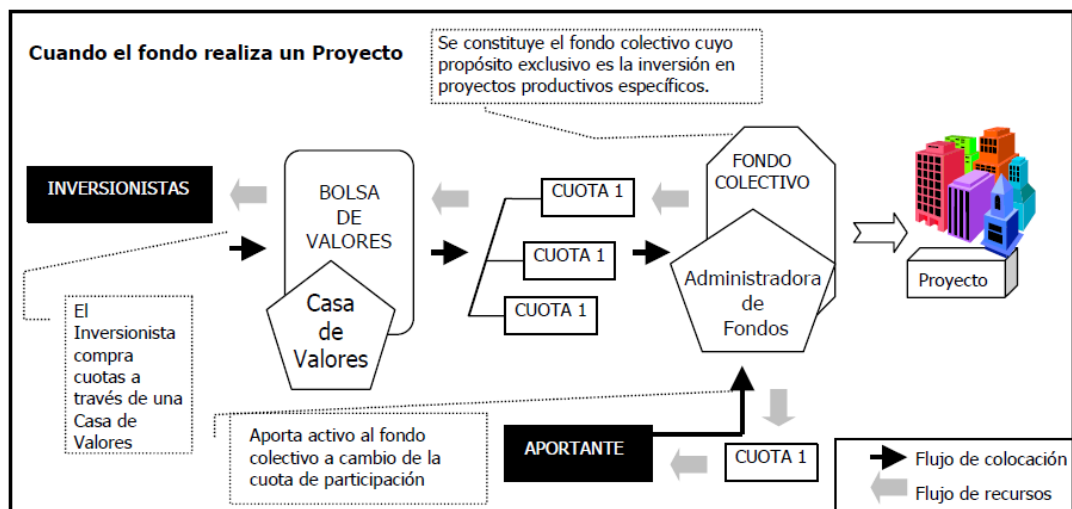 Cuando el fondo realiza un Proyecto
Se constituye el fondo colectivo cuyo
propósito exclusivo es la inversión en
proyectos productivos específicos.
INVERSIONISTAS
BOLSA
DE
VALORES
Casa
de
Valores
CUOTA 1
CUOTA 1
CUOTA 1
FONDO
COLECTIVO
Administradora
de
Fondos
Proyecto
El
Inversionista
compra
cuotas a
través de una
Casa de
Valores
Aporta activo al fondo
colectivo a cambio de la
cuota de participación
APORTANTE
CUOTA 1
Flujo de colocación
Flujo de recursos